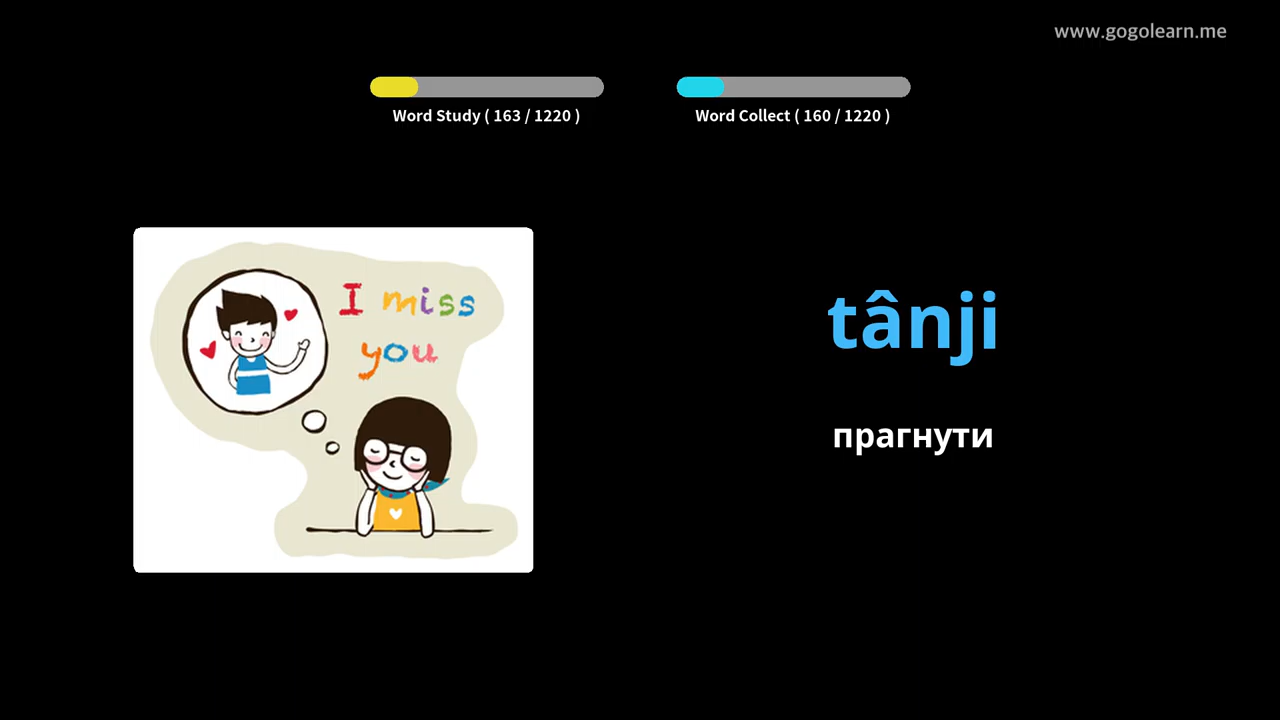 www.gogolearn.me
Word Study ( 163 / 1220 )
Word Collect ( 160 / 1220 )
I miss
you
tânji
прагнути